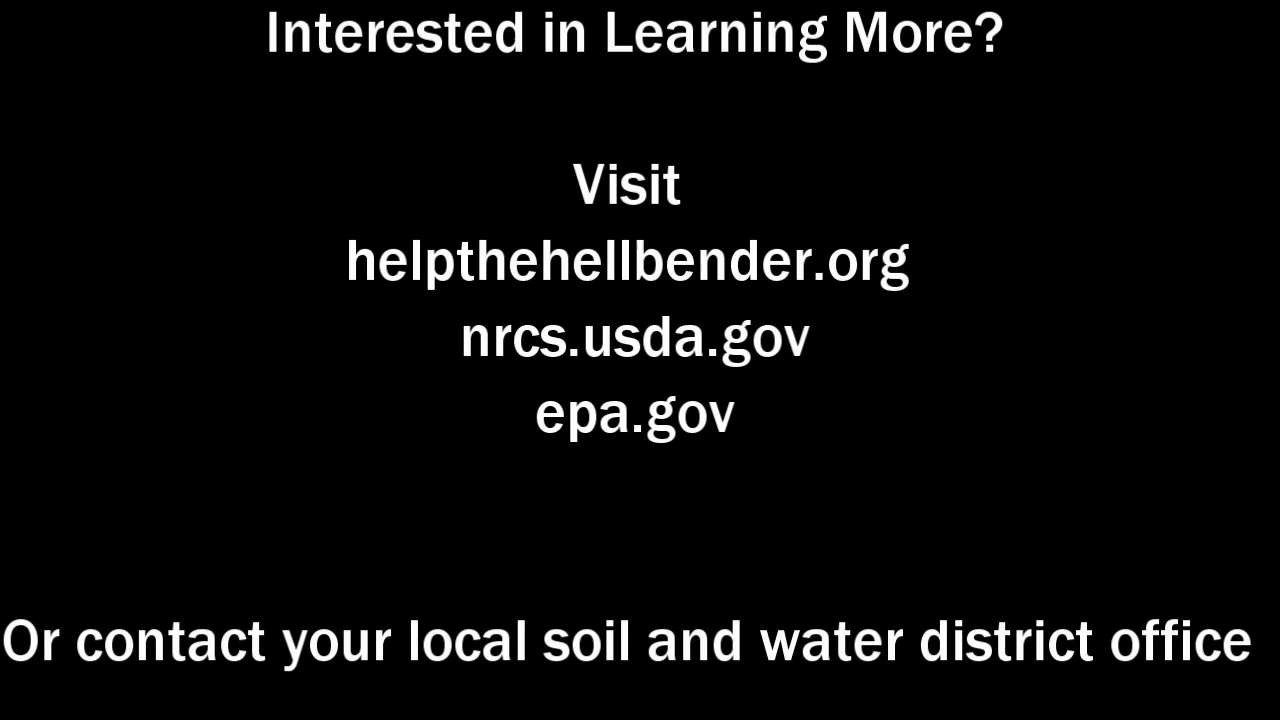 Interested in Learning More?
Visit
helpthehellbender.org
nrcs.usda.gov
epa.gov
Or contact your local soil and water district office